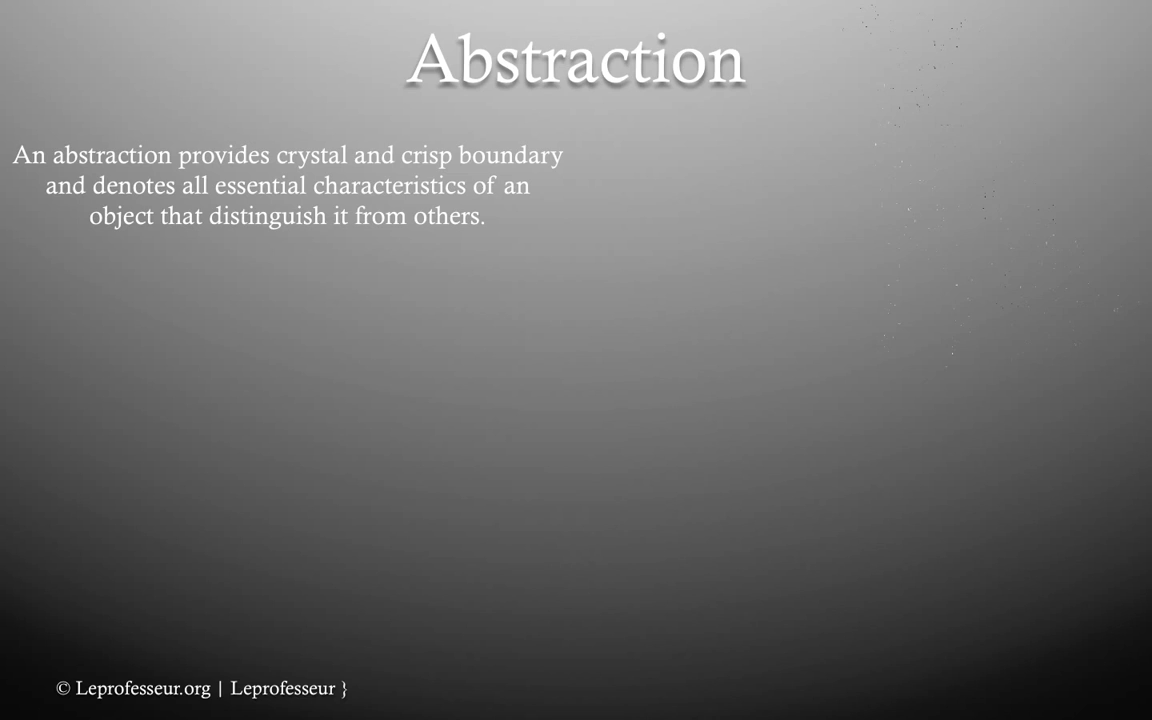 Abstraction
An abstraction provides crystal and crisp boundary
and denotes all essential characteristics of an
object that distinguish it from others.
© Leprofesseur.org | Leprofesseur }